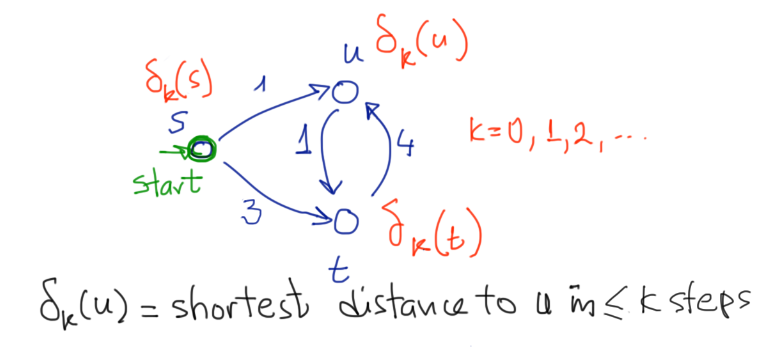 u δₖ(u)
δₖ(s)
1
s
start
1
4
k=0, 1, 2, ...
3
δₖ(t)
t
δₖ(u) = shortest distance to u in ≤ k steps